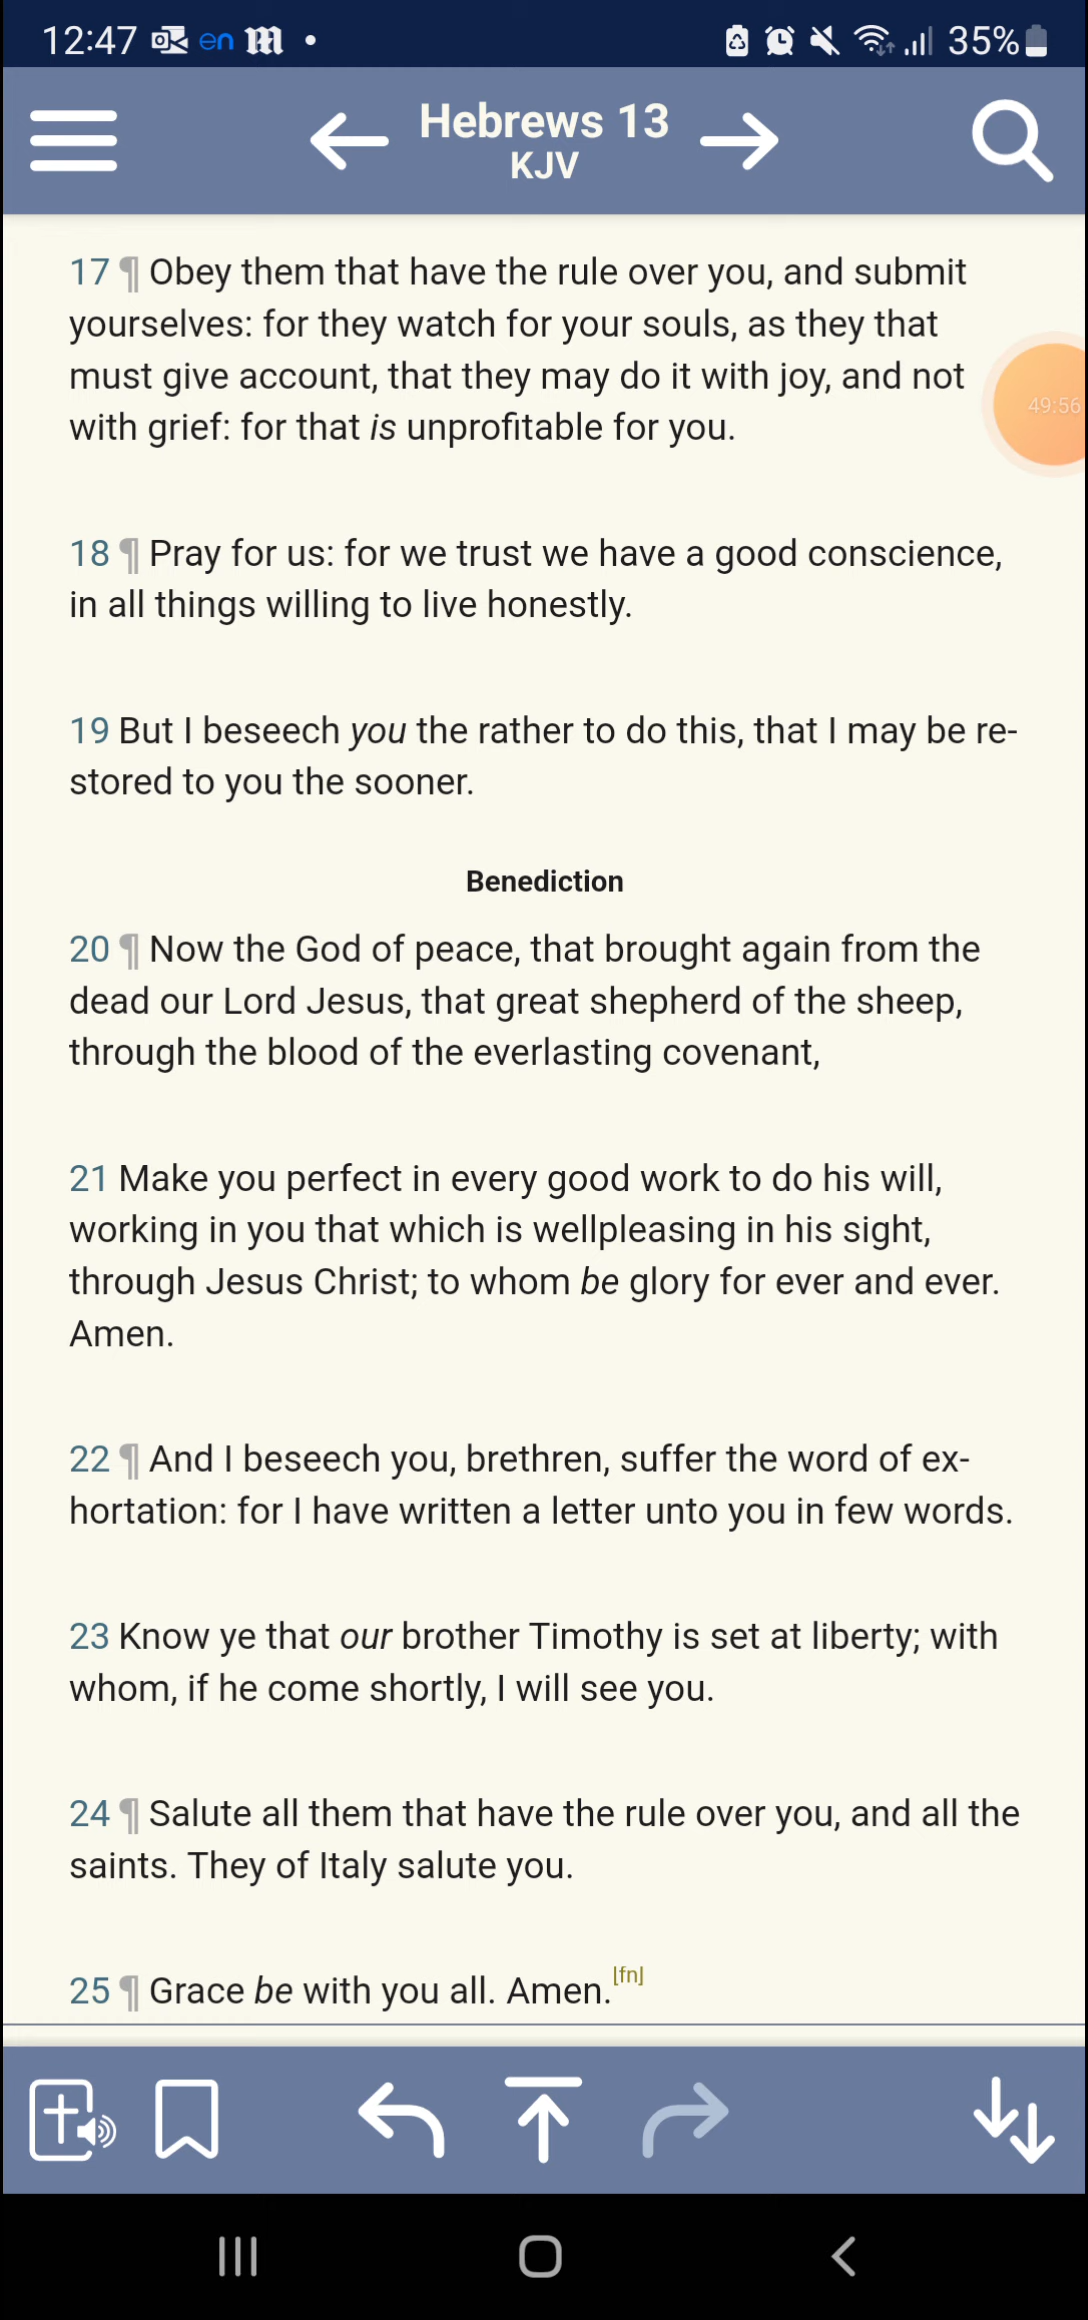 12:47 en 35%
Hebrews 13
KJV
17 ¶ Obey them that have the rule over you, and submit
yourselves: for they watch for your souls, as they that
must give account, that they may do it with joy, and not
with grief: for that is unprofitable for you.
49:56
18 ¶ Pray for us: for we trust we have a good conscience,
in all things willing to live honestly.
19 But I beseech you the rather to do this, that I may be re-
stored to you the sooner.
Benediction
20 ¶ Now the God of peace, that brought again from the
dead our Lord Jesus, that great shepherd of the sheep,
through the blood of the everlasting covenant,
21 Make you perfect in every good work to do his will,
working in you that which is wellpleasing in his sight,
through Jesus Christ; to whom be glory for ever and ever.
Amen.
22 ¶ And I beseech you, brethren, suffer the word of ex-
hortation: for I have written a letter unto you in few words.
23 Know ye that our brother Timothy is set at liberty; with
whom, if he come shortly, I will see you.
24 ¶ Salute all them that have the rule over you, and all the
saints. They of Italy salute you.
25 ¶ Grace be with you all. Amen.[fn]